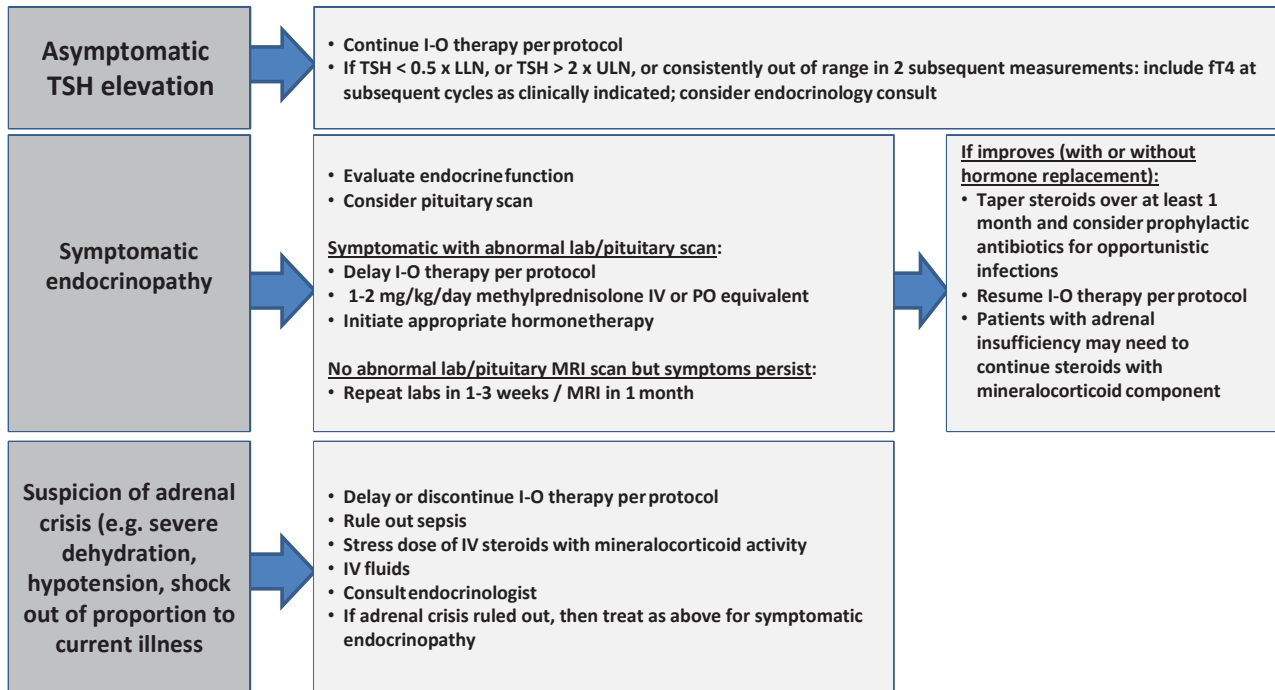 Asymptomatic
TSH elevation
• Continue I-O therapy per protocol
• If TSH < 0.5 x LLN, or TSH > 2 x ULN, or consistently out of range in 2 subsequent measurements: include fT4 at
subsequent cycles as clinically indicated; consider endocrinology consult
Symptomatic
endocrinopathy
• Evaluate endocrine function
• Consider pituitary scan
Symptomatic with abnormal lab/pituitary scan:
• Delay I-O therapy per protocol
• 1-2 mg/kg/day methylprednisolone IV or PO equivalent
• Initiate appropriate hormone therapy
No abnormal lab/pituitary MRI scan but symptoms persist:
• Repeat labs in 1-3 weeks / MRI in 1 month
If improves (with or without
hormone replacement):
• Taper steroids over at least 1
month and consider prophylactic
antibiotics for opportunistic
infections
• Resume I-O therapy per protocol
• Patients with adrenal
insufficiency may need to
continue steroids with
mineralocorticoid component
Suspicion of adrenal
crisis (e.g. severe
dehydration,
hypotension, shock
out of proportion to
current illness
• Delay or discontinue I-O therapy per protocol
• Rule out sepsis
• Stress dose of IV steroids with mineralocorticoid activity
• IV fluids
• Consult endocrinologist
• If adrenal crisis ruled out, then treat as above for symptomatic
endocrinopathy